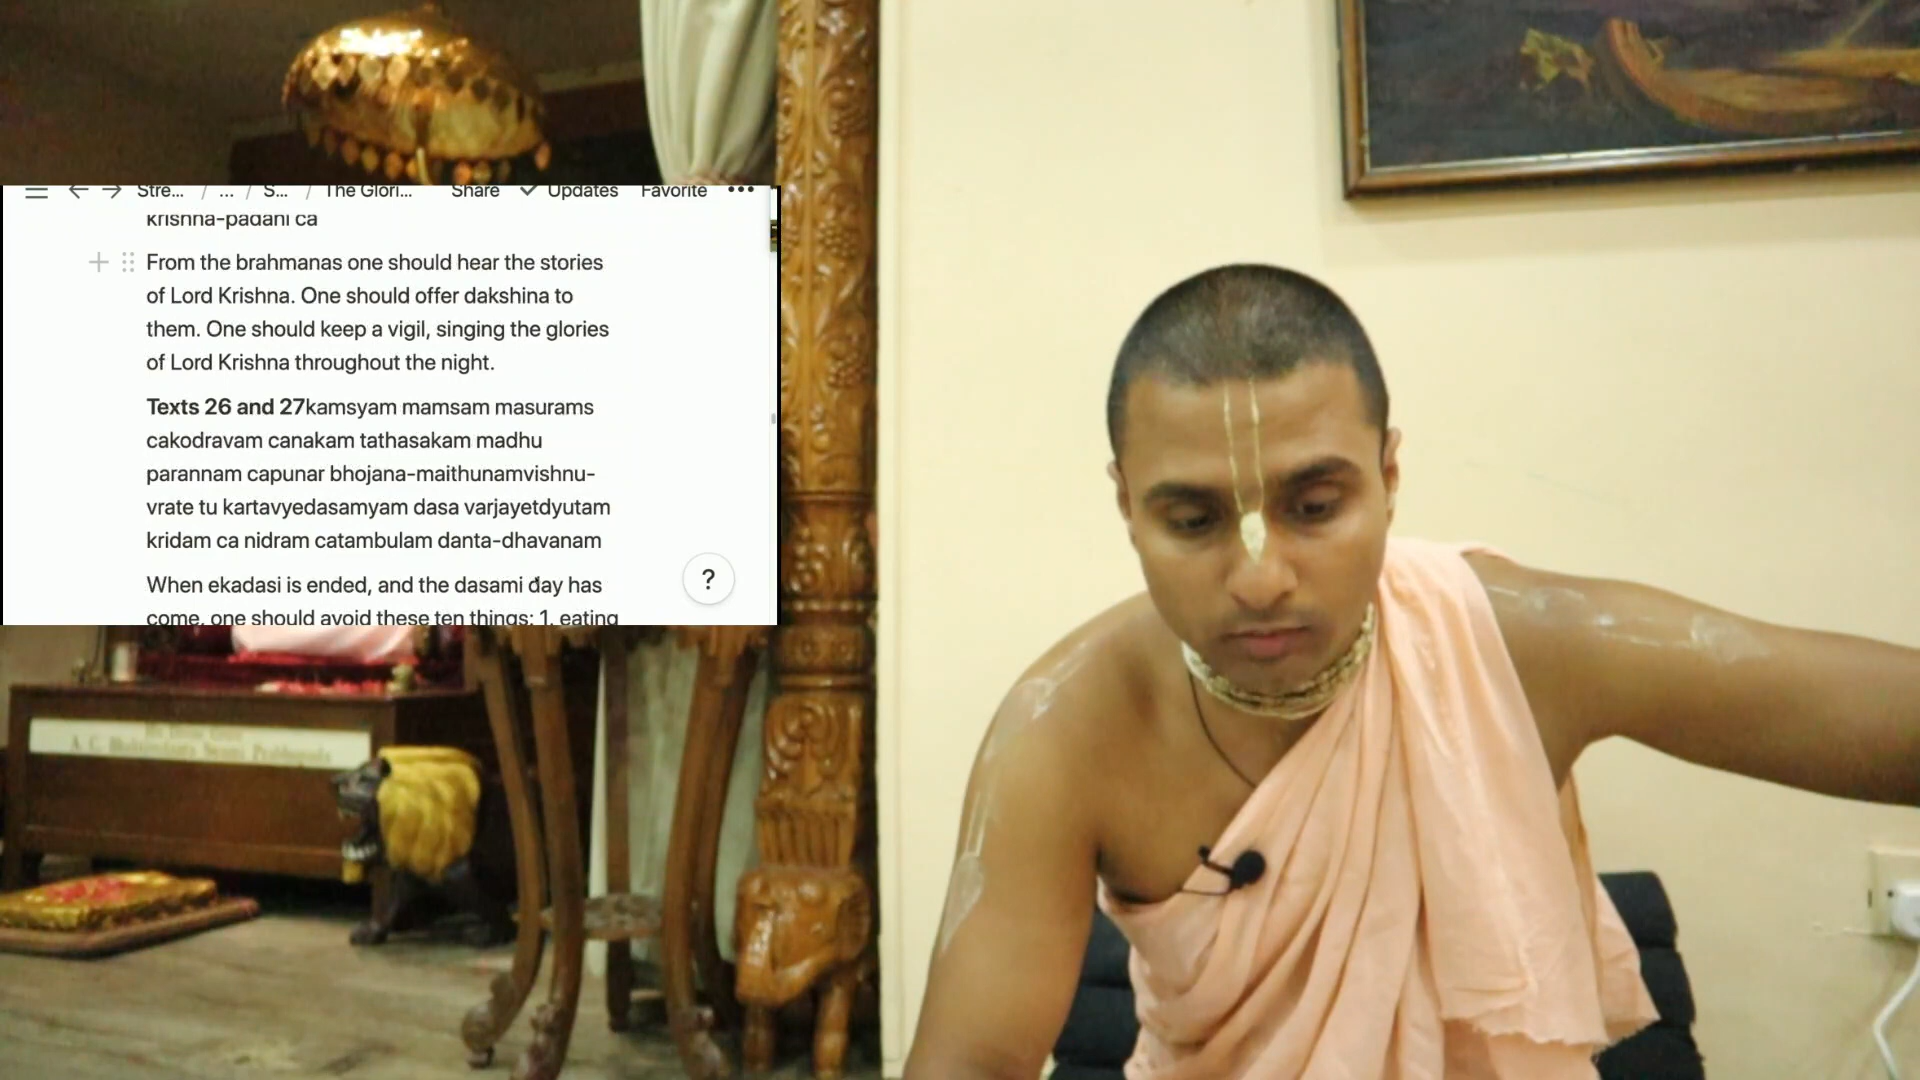 Stre... / ... / S... / The Glori... Share Updates Favorite •••
krishna-padani ca
From the brahmanas one should hear the stories
of Lord Krishna. One should offer dakshina to
them. One should keep a vigil, singing the glories
of Lord Krishna throughout the night.
Texts 26 and 27kamsyam mamsam masurams
cakodravam canakam tathasakam madhu
parannam capunar bhojana-maithunamvishnu-
vrate tu kartavyedasamyam dasa varjayetdyutam
kridam ca nidram catambulam danta-dhavanam
When ekadasi is ended, and the dasami day has
come, one should avoid these ten things: 1. eating
?
A. C. Bhaktivedanta Swami Prabhupada